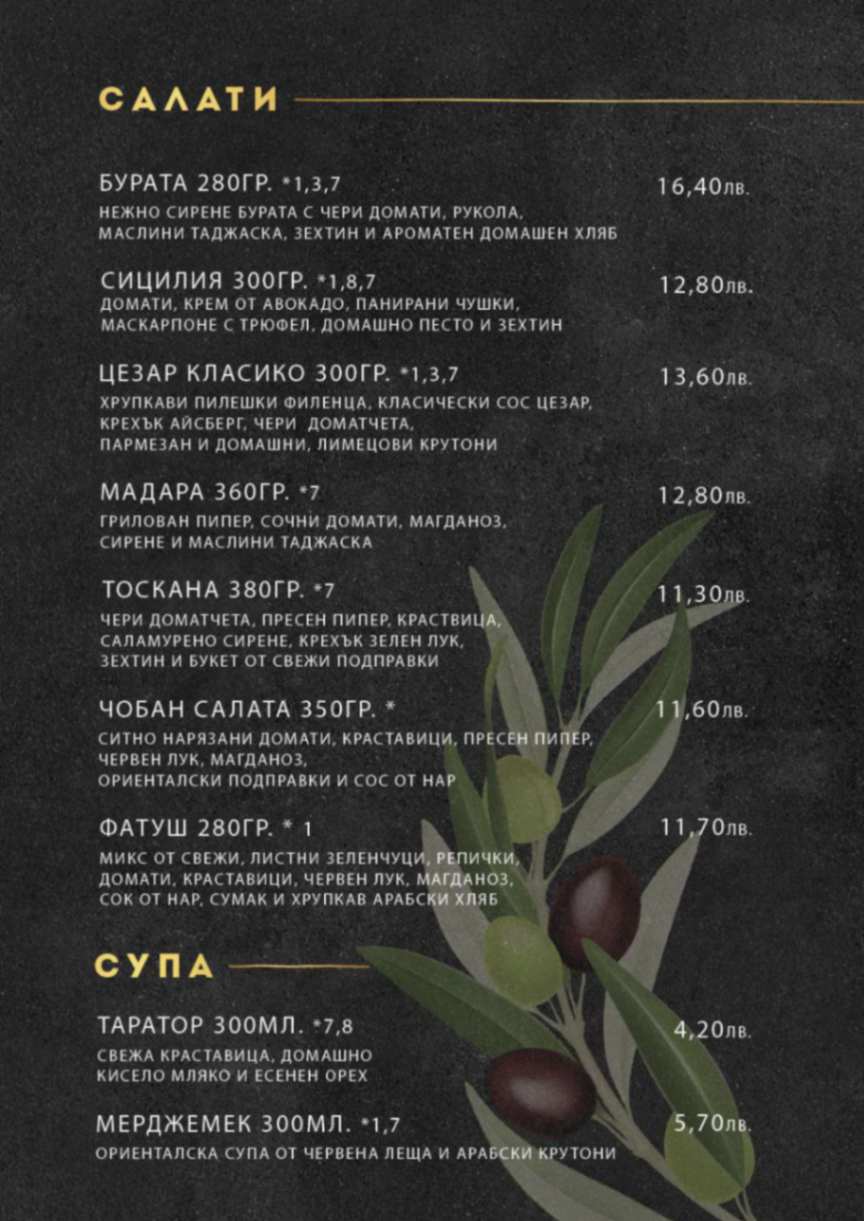 САЛАТИ
БУРАТА 280ГР. *1,3,7 16,40лв.
НЕЖНО СИРЕНЕ БУРАТА С ЧЕРИ ДОМАТИ, РУКОЛА,
МАСЛИНИ ТАДЖАСКА, ЗЕХТИН И АРОМАТЕН ДОМАШЕН ХЛЯБ
СИЦИЛИЯ 300ГР. *1,8,7 12,80лв.
ДОМАТИ, КРЕМ ОТ АВОКАДО, ПАНИРАНИ ЧУШКИ,
МАСКАРПОНЕ С ТРЮФЕЛ, ДОМАШНО ПЕСТО И ЗЕХТИН
ЦЕЗАР КЛАСИКО 300ГР. *1,3,7 13,60лв.
ХРУПКАВИ ПИЛЕШКИ ФИЛЕНЦА, КЛАСИЧЕСКИ СОС ЦЕЗАР,
КРЕХЪК АЙСБЕРГ, ЧЕРИ ДОМАТЧЕТА,
ПАРМЕЗАН И ДОМАШНИ, ЛИМЕЦОВИ КРУТОНИ
МАДАРА 360ГР. *7 12,80лв.
ГРИЛОВАН ПИПЕР, СОЧНИ ДОМАТИ, МАГДАНОЗ,
СИРЕНЕ И МАСЛИНИ ТАДЖАСКА
ТОСКАНА 380ГР. *7 11,30лв.
ЧЕРИ ДОМАТЧЕТА, ПРЕСЕН ПИПЕР, КРАСТВИЦА,
САЛАМУРЕНО СИРЕНЕ, КРЕХЪК ЗЕЛЕН ЛУК,
ЗЕХТИН И БУКЕТ ОТ СВЕЖИ ПОДПРАВКИ
ЧОБАН САЛАТА 350ГР. * 11,60лв.
СИТНО НАРЯЗАНИ ДОМАТИ, КРАСТАВИЦИ, ПРЕСЕН ПИПЕР,
ЧЕРВЕН ЛУК, МАГДАНОЗ,
ОРИЕНТАЛСКИ ПОДПРАВКИ И СОС ОТ НАР
ФАТУШ 280ГР. * 1 11,70лв.
МИКС ОТ СВЕЖИ, ЛИСТНИ ЗЕЛЕНЧУЦИ, РЕПИЧКИ,
ДОМАТИ, КРАСТАВИЦИ, ЧЕРВЕН ЛУК, МАГДАНОЗ,
СОК ОТ НАР, СУМАК И ХРУПКАВ АРАБСКИ ХЛЯБ
СУПА
ТАРАТОР 300МЛ. *7,8 4,20лв.
СВЕЖА КРАСТАВИЦА, ДОМАШНО
КИСЕЛО МЛЯКО И ЕСЕНЕН ОРЕХ
МЕРДЖЕМЕК 300МЛ. *1,7 5,70лв.
ОРИЕНТАЛСКА СУПА ОТ ЧЕРВЕНА ЛЕЩА И АРАБСКИ КРУТОНИ